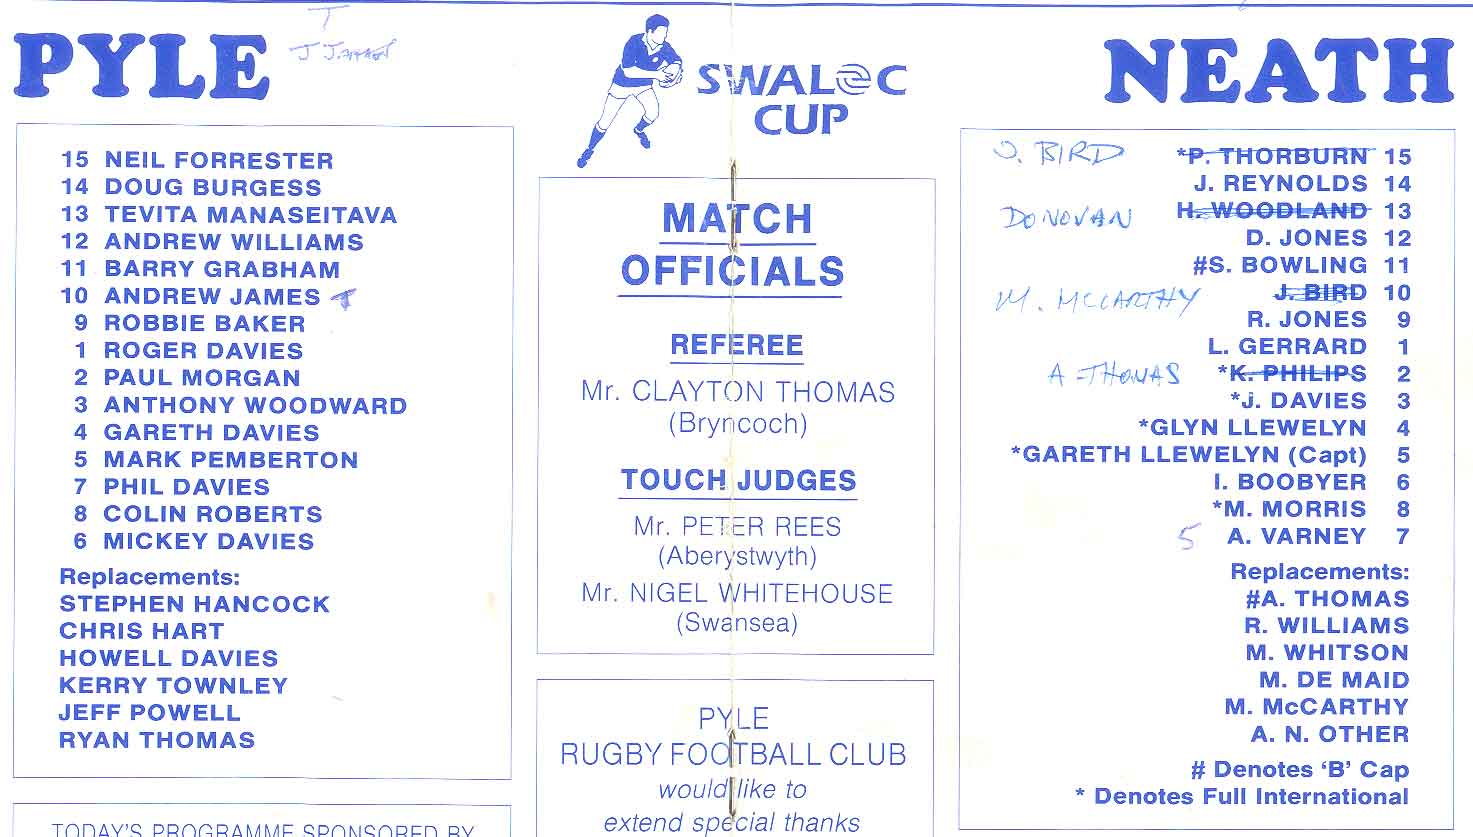 PYLE
T
SWALEC
CUP
NEATH
15 NEIL FORRESTER
14 DOUG BURGESS
13 TEVITA MANASEITAVA
12 ANDREW WILLIAMS
11 BARRY GRABHAM
10 ANDREW JAMES T
9 ROBBIE BAKER
1 ROGER DAVIES
2 PAUL MORGAN
3 ANTHONY WOODWARD
4 GARETH DAVIES
5 MARK PEMBERTON
7 PHIL DAVIES
8 COLIN ROBERTS
6 MICKEY DAVIES
Replacements:
STEPHEN HANCOCK
CHRIS HART
HOWELL DAVIES
KERRY TOWNLEY
JEFF POWELL
RYAN THOMAS
TODAY'S PROGRAMME SPONSORED BY
MATCH
OFFICIALS
REFEREE
Mr. CLAYTON THOMAS
(Bryncoch)
TOUCH JUDGES
Mr. PETER REES
(Aberystwyth)
Mr. NIGEL WHITEHOUSE
(Swansea)
PYLE
RUGBY FOOTBALL CLUB
would like to
extend special thanks
J. BIRD *P. THORBURN 15
J. REYNOLDS 14
DONOVAN H. WOODLAND 13
D. JONES 12
#S. BOWLING 11
M. MCCARTHY J. BIRD 10
R. JONES 9
L. GERRARD 1
A THOMAS *K. PHILIPS 2
*J. DAVIES 3
*GLYN LLEWELYN 4
*GARETH LLEWELYN (Capt) 5
I. BOOBYER 6
*M. MORRIS 8
5 A. VARNEY 7
Replacements:
#A. THOMAS
R. WILLIAMS
M. WHITSON
M. DE MAID
M. McCARTHY
A. N. OTHER
# Denotes ‘B’ Cap
* Denotes Full International